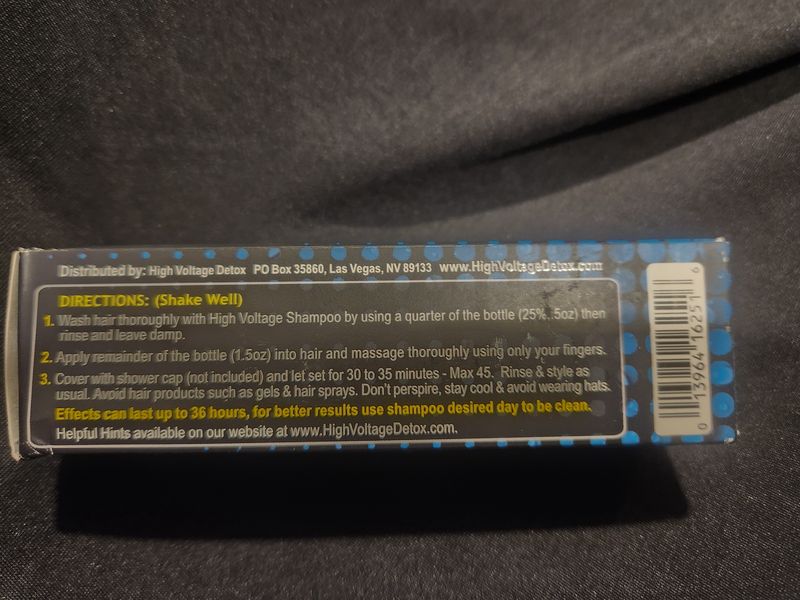 Distributed by: High Voltage Detox PO Box 35860, Las Vegas, NV 89133 www.HighVoltageDetox.com
DIRECTIONS: (Shake Well)
1. Wash hair thoroughly with High Voltage Shampoo by using a quarter of the bottle (25% .5oz) then
rinse and leave damp.
2. Apply remainder of the bottle (1.5oz) into hair and massage thoroughly using only your fingers.
3. Cover with shower cap (not included) and let set for 30 to 35 minutes - Max 45. Rinse & style as
usual. Avoid hair products such as gels & hair sprays. Don't perspire, stay cool & avoid wearing hats.
Effects can last up to 36 hours, for better results use shampoo desired day to be clean.
Helpful Hints available on our website at www.HighVoltageDetox.com.
0 13964 16251 6